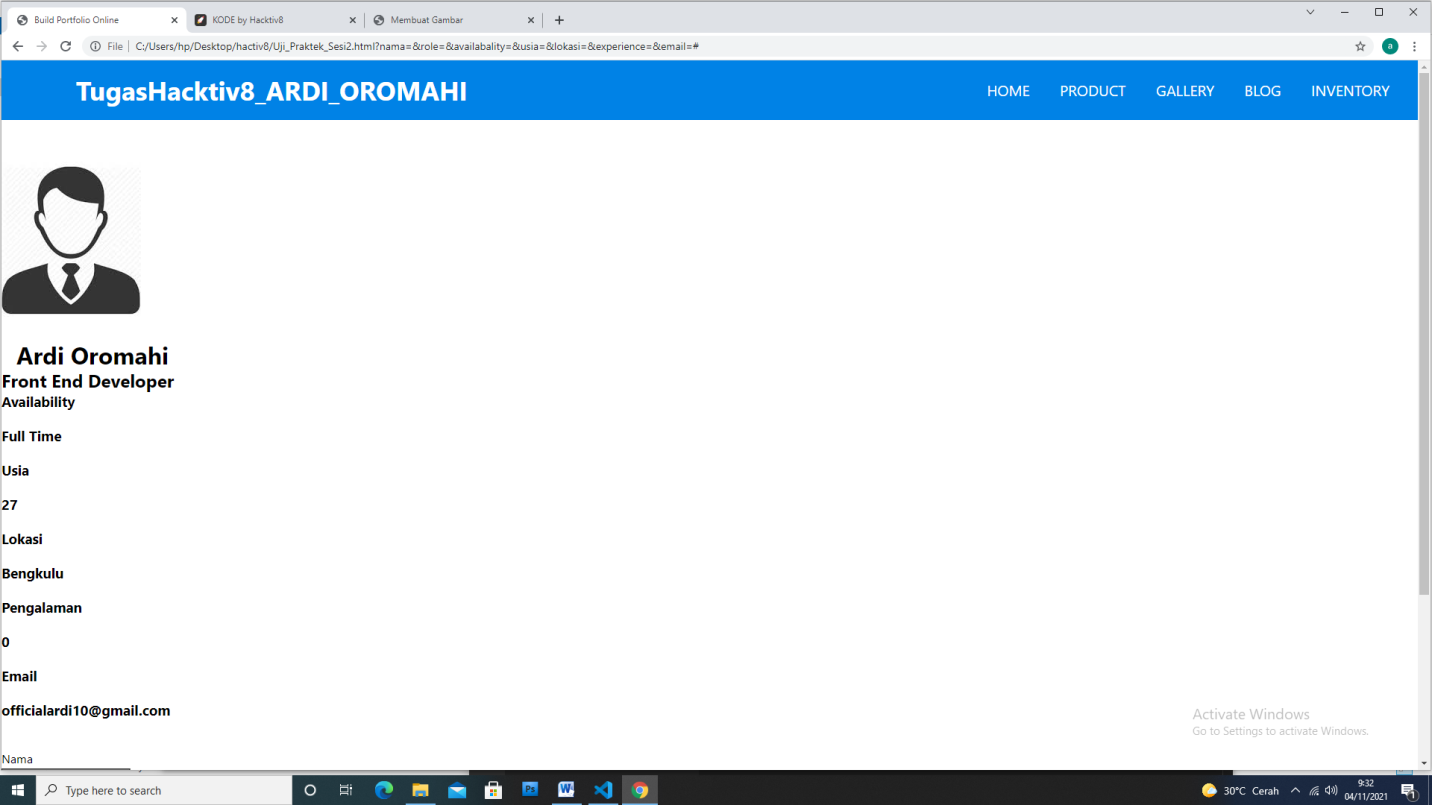 Build Portfolio Online
KODE by Hacktiv8
Membuat Gambar
File
C:/Users/hp/Desktop/hactiv8/Uji_Praktek_Sesi2.html?nama=&role=&availabality=&usia=&lokasi=&experience=&email=#
a
TugasHacktiv8_ARDI_OROMAHI
HOME PRODUCT GALLERY BLOG INVENTORY
Ardi Oromahi
Front End Developer
Availability
Full Time
Usia
27
Lokasi
Bengkulu
Pengalaman
0
Email
officialardi10@gmail.com
Nama
Activate Windows
Go to Settings to activate Windows.
Type here to search
Ps
W
30°C Cerah
9:32
04/11/2021
1